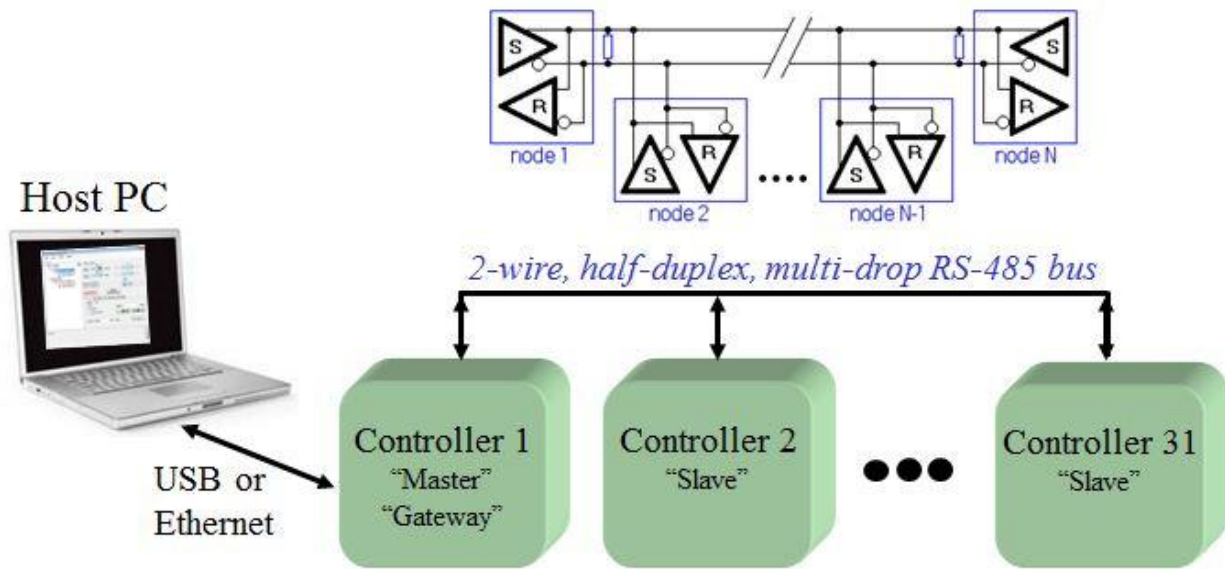 S
S
R
R
node 1
node N
S
R
S
R
node 2
....
node N-1
Host PC
2-wire, half-duplex, multi-drop RS-485 bus
Controller 1
“Master”
“Gateway”
Controller 2
“Slave”
Controller 31
“Slave”
USB or
Ethernet